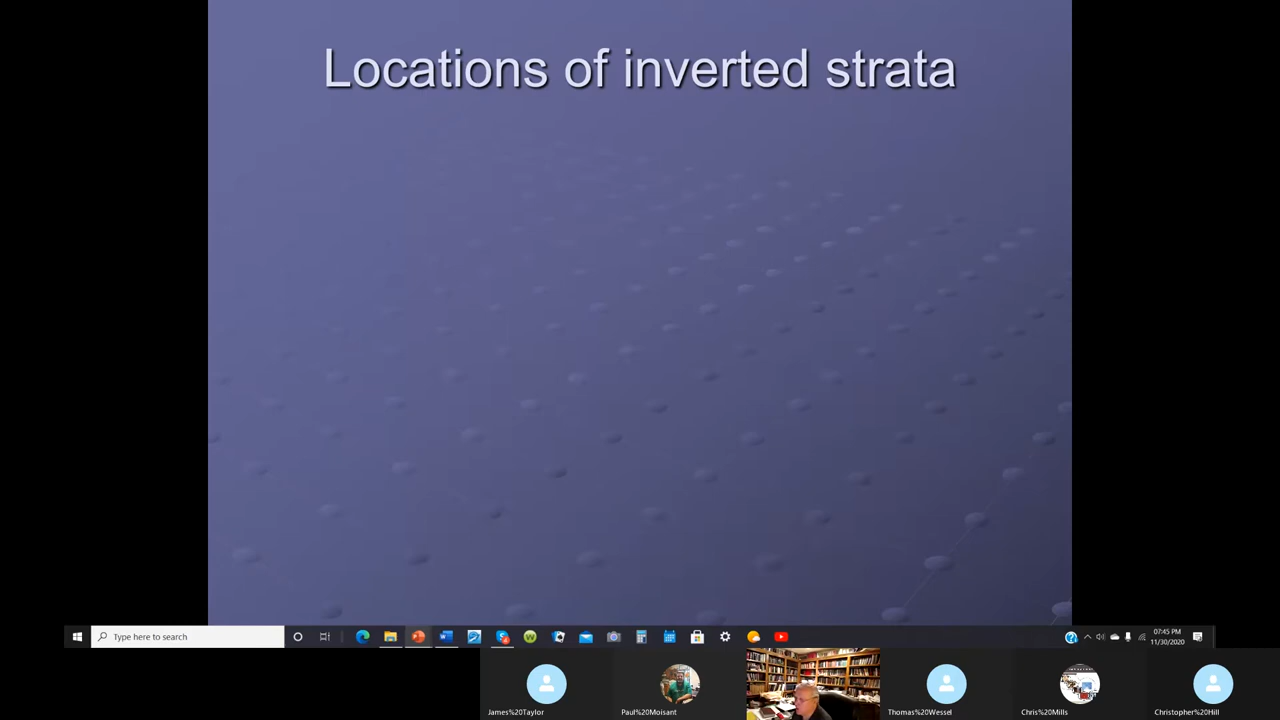 Locations of inverted strata
Type here to search
07:45 PM
11/30/2020
James%20Taylor
Paul%20Moisant
Thomas%20Wessel
Chris%20Mills
Christopher%20Hill